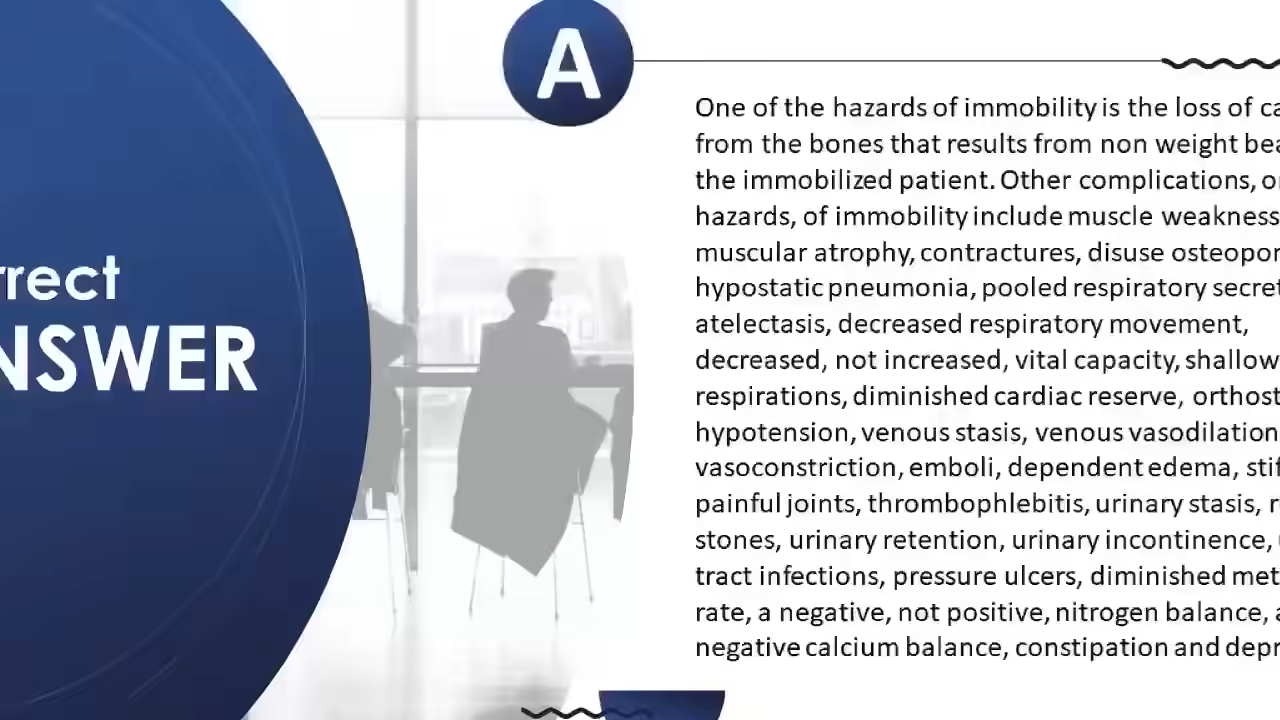 rrect
NSWER
A
One of the hazards of immobility is the loss of ca
from the bones that results from non weight bea
the immobilized patient. Other complications, o
hazards, of immobility include muscle weakness
muscular atrophy, contractures, disuse osteopor
hypostatic pneumonia, pooled respiratory secret
atelectasis, decreased respiratory movement,
decreased, not increased, vital capacity, shallow
respirations, diminished cardiac reserve, orthost
hypotension, venous stasis, venous vasodilation
vasoconstriction, emboli, dependent edema, stif
painful joints, thrombophlebitis, urinary stasis, r
stones, urinary retention, urinary incontinence,
tract infections, pressure ulcers, diminished met
rate, a negative, not positive, nitrogen balance, a
negative calcium balance, constipation and depr